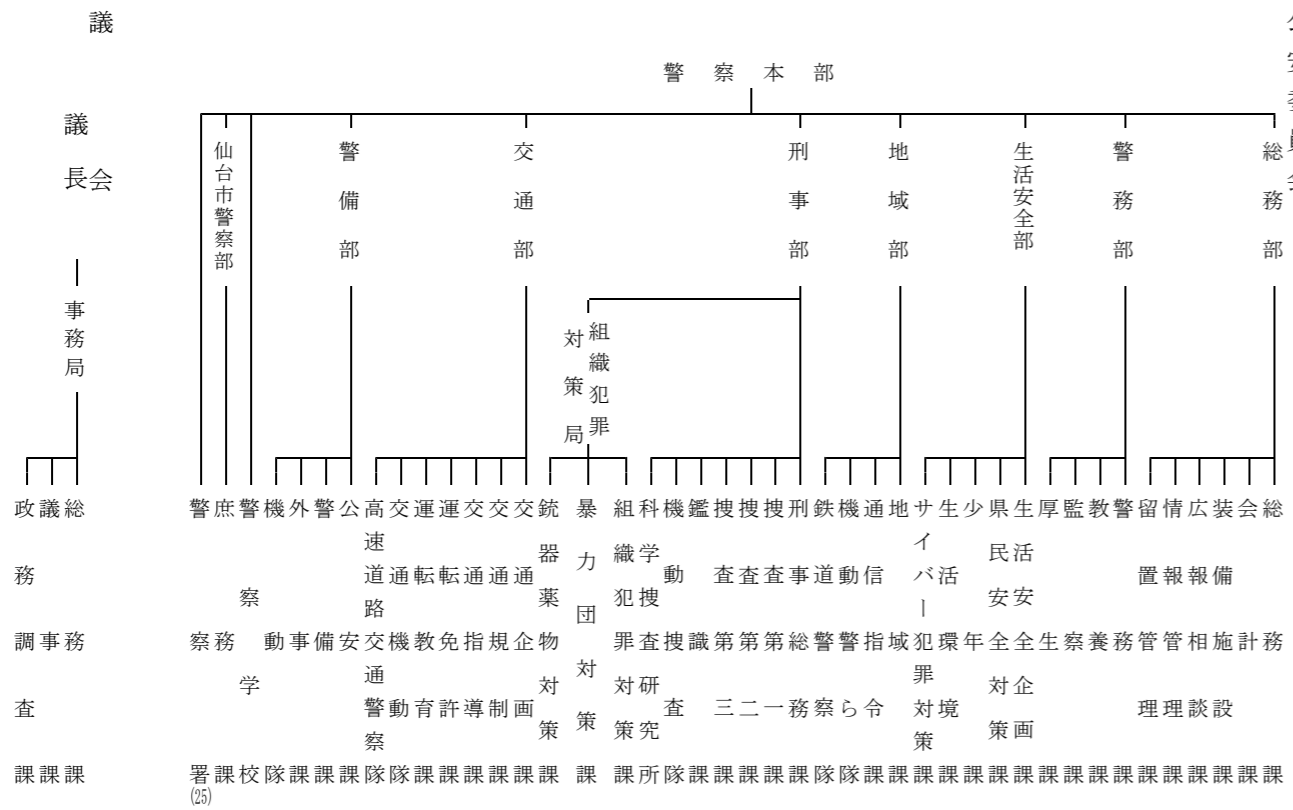 公安委員会
警察本部
総務部
警務部
生活安全部
地域部
刑事部
組織犯罪
対策局
交通部
警備部
仙台市警察部
総務課
会計課
装備施設課
広報相談課
情報管理課
留置管理課
警務課
教養課
監察課
厚生課
生活安全企画課
県民安全対策課
少年課
生活環境課
サイバー犯罪対策課
地域課
通信指令課
機動警ら隊
鉄道警察隊
刑事総務課
捜査第一課
捜査第二課
捜査第三課
鑑識課
機動捜査隊
科学捜査研究所
組織犯罪対策課
暴力団対策課
銃器薬物対策課
交通企画課
交通規制課
交通指導課
運転免許課
運転教育課
交通機動隊
高速道路交通警察隊
公安課
警備課
外事課
機動隊
警察学校
庶務課
警察署
(25)
議会
議長
事務局
総務課
議事課
政務調査課